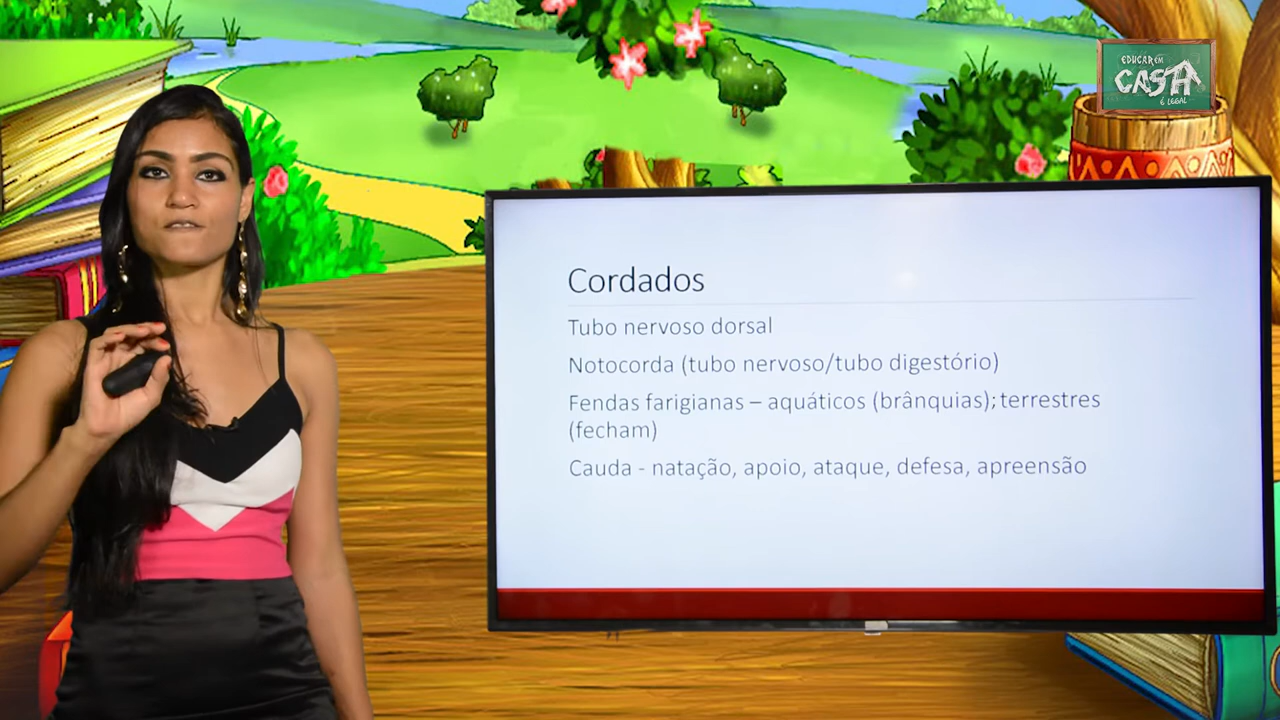 EDUCAR EM
CASA
É LEGAL
Cordados
Tubo nervoso dorsal
Notocorda (tubo nervoso/tubo digestório)
Fendas farigianas – aquáticos (brânquias); terrestres
(fecham)
Cauda - natação, apoio, ataque, defesa, apreensão